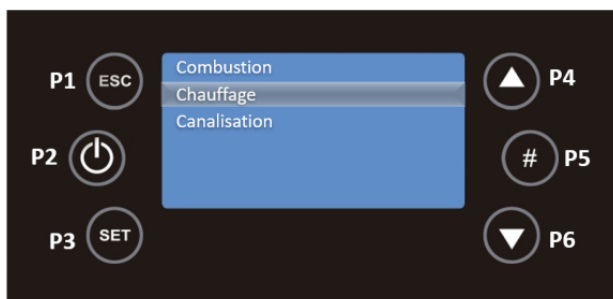 P1 ESC
P2
P3 SET
Combustion
Chauffage
Canalisation
P4
# P5
P6